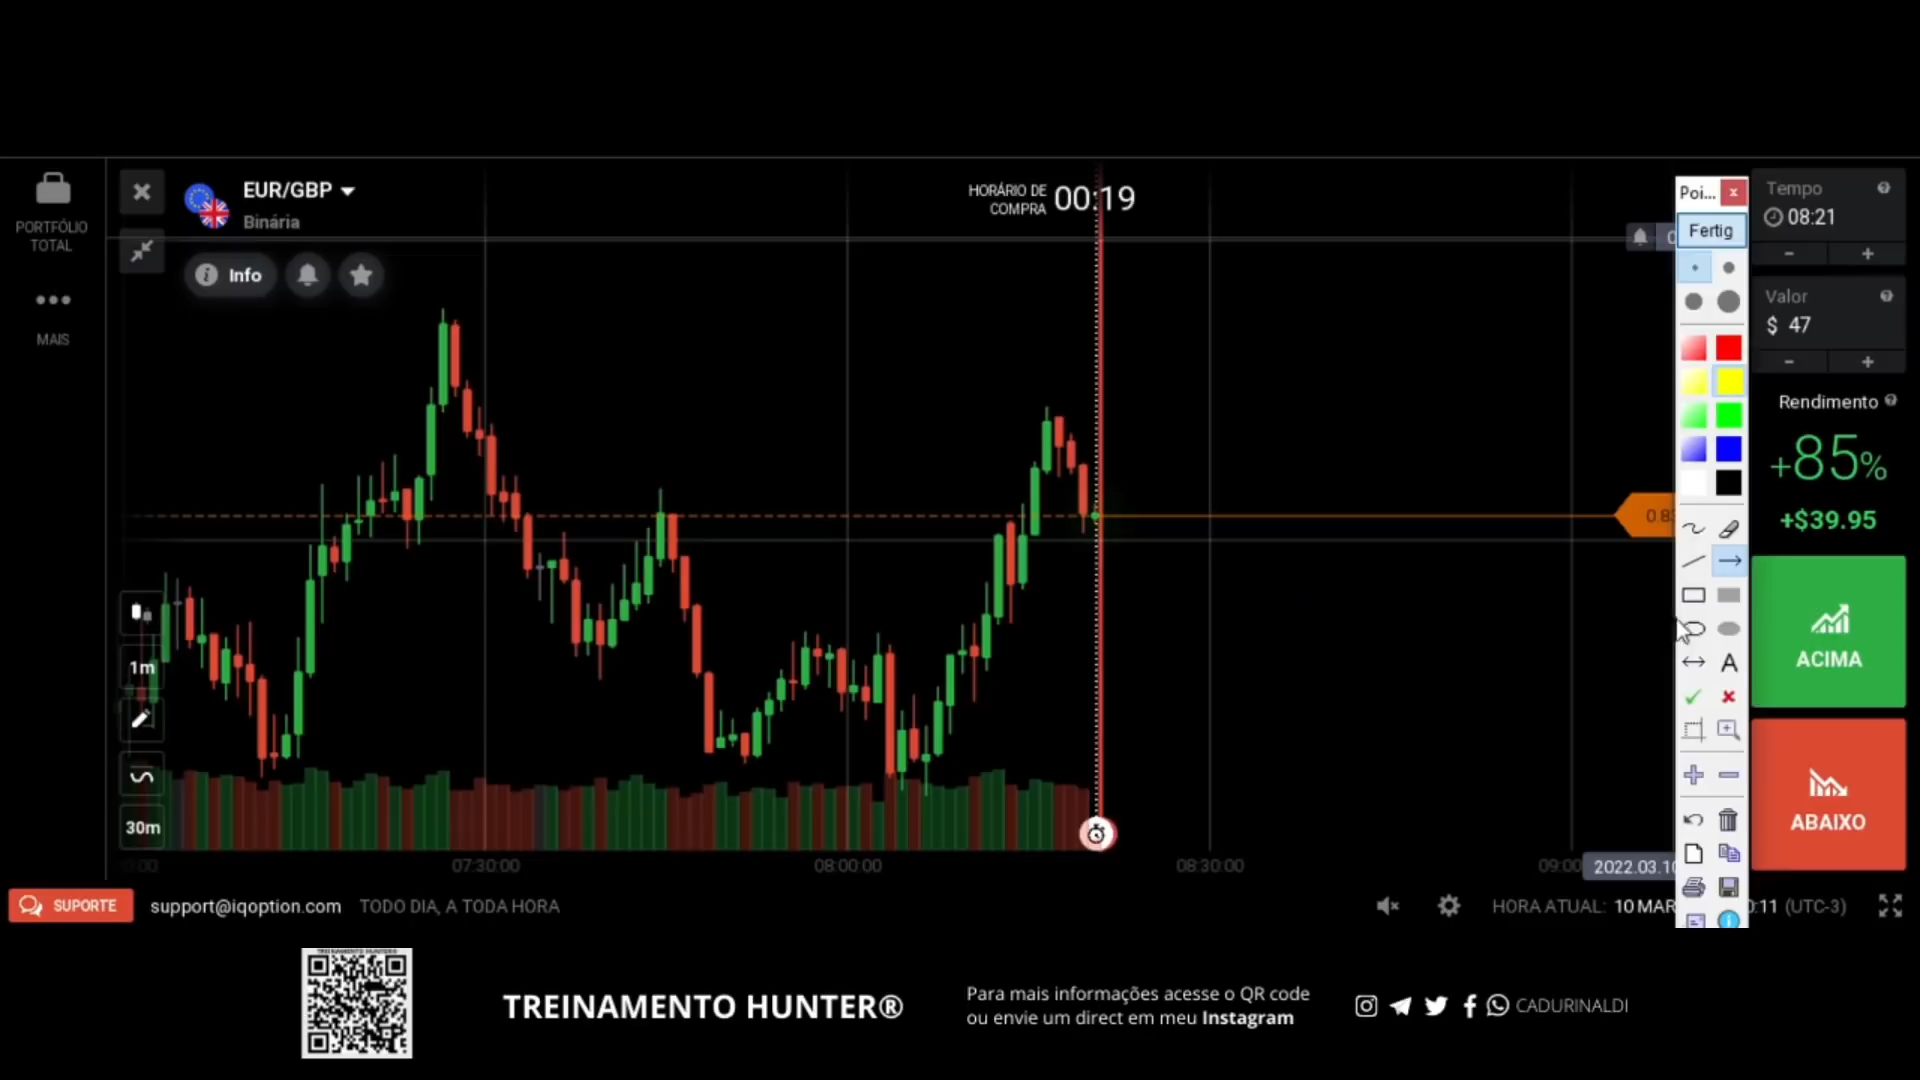 PORTFÓLIO
TOTAL
MAIS
EUR/GBP
Binária
Info
HORÁRIO DE
COMPRA
00:19
Poi...
Fertig
A
Tempo
08:21
Valor
$ 47
Rendimento
+85%
+$39.95
ACIMA
ABAIXO
1m
30m
07:30:00
08:00:00
08:30:00
2022.03.10
SUPORTE
support@iqoption.com
TODO DIA, A TODA HORA
HORA ATUAL: 10 MAR
0:11 (UTC-3)
TREINAMENTO HUNTER®
Para mais informações acesse o QR code
ou envie um direct em meu Instagram
CADURINALDI